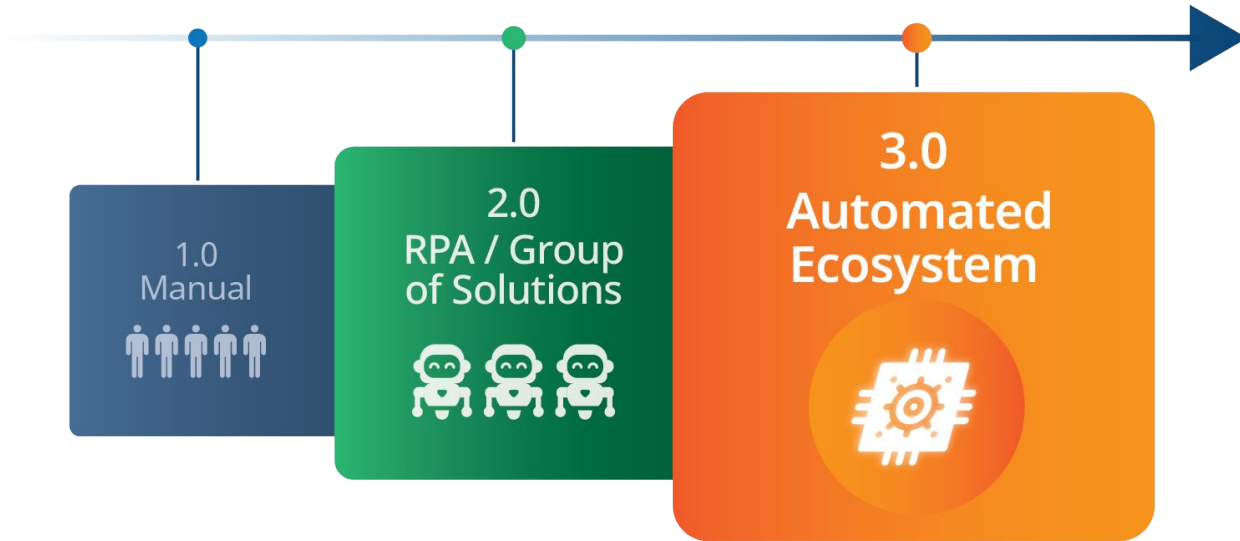 1.0
Manual
2.0
RPA / Group
of Solutions
3.0
Automated
Ecosystem